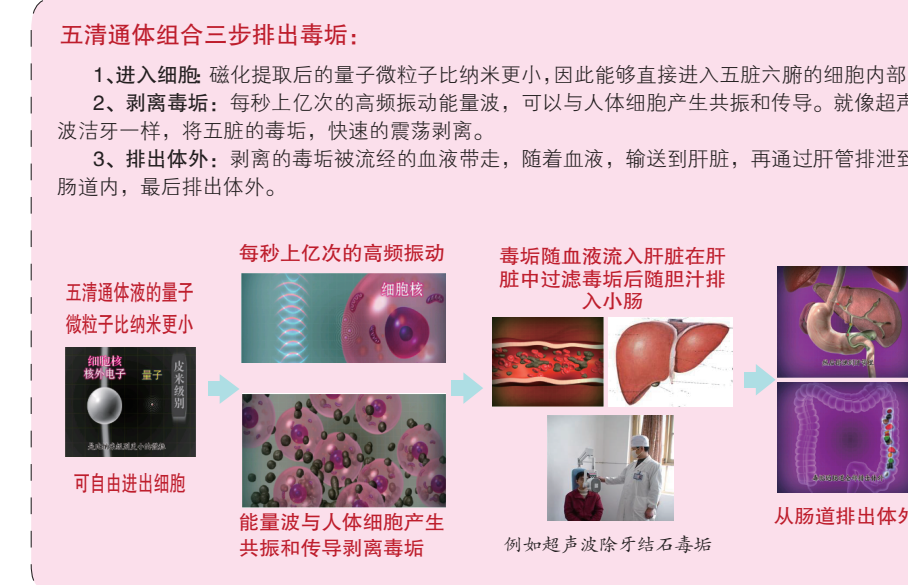 五清通体组合三步排出毒垢：
1、进入细胞：磁化提取后的量子微粒子比纳米更小，因此能够直接进入五脏六腑的细胞内部
2、剥离毒垢：每秒上亿次的高频振动能量波，可以与人体细胞产生共振和传导。就像超声
波洁牙一样，将五脏的毒垢，快速的震荡剥离。
3、排出体外：剥离的毒垢被流经的血液带走，随着血液，输送到肝脏，再通过肝管排泄到
肠道内，最后排出体外。
五清通体液的量子
微粒子比纳米更小
细胞核
核外电子
量子
皮米级别
可自由进出细胞
每秒上亿次的高频振动
细胞核
能量波与人体细胞产生
共振和传导剥离毒垢
毒垢随血液流入肝脏在肝
脏中过滤毒垢后随胆汁排
入小肠
例如超声波除牙结石毒垢
从肠道排出体外